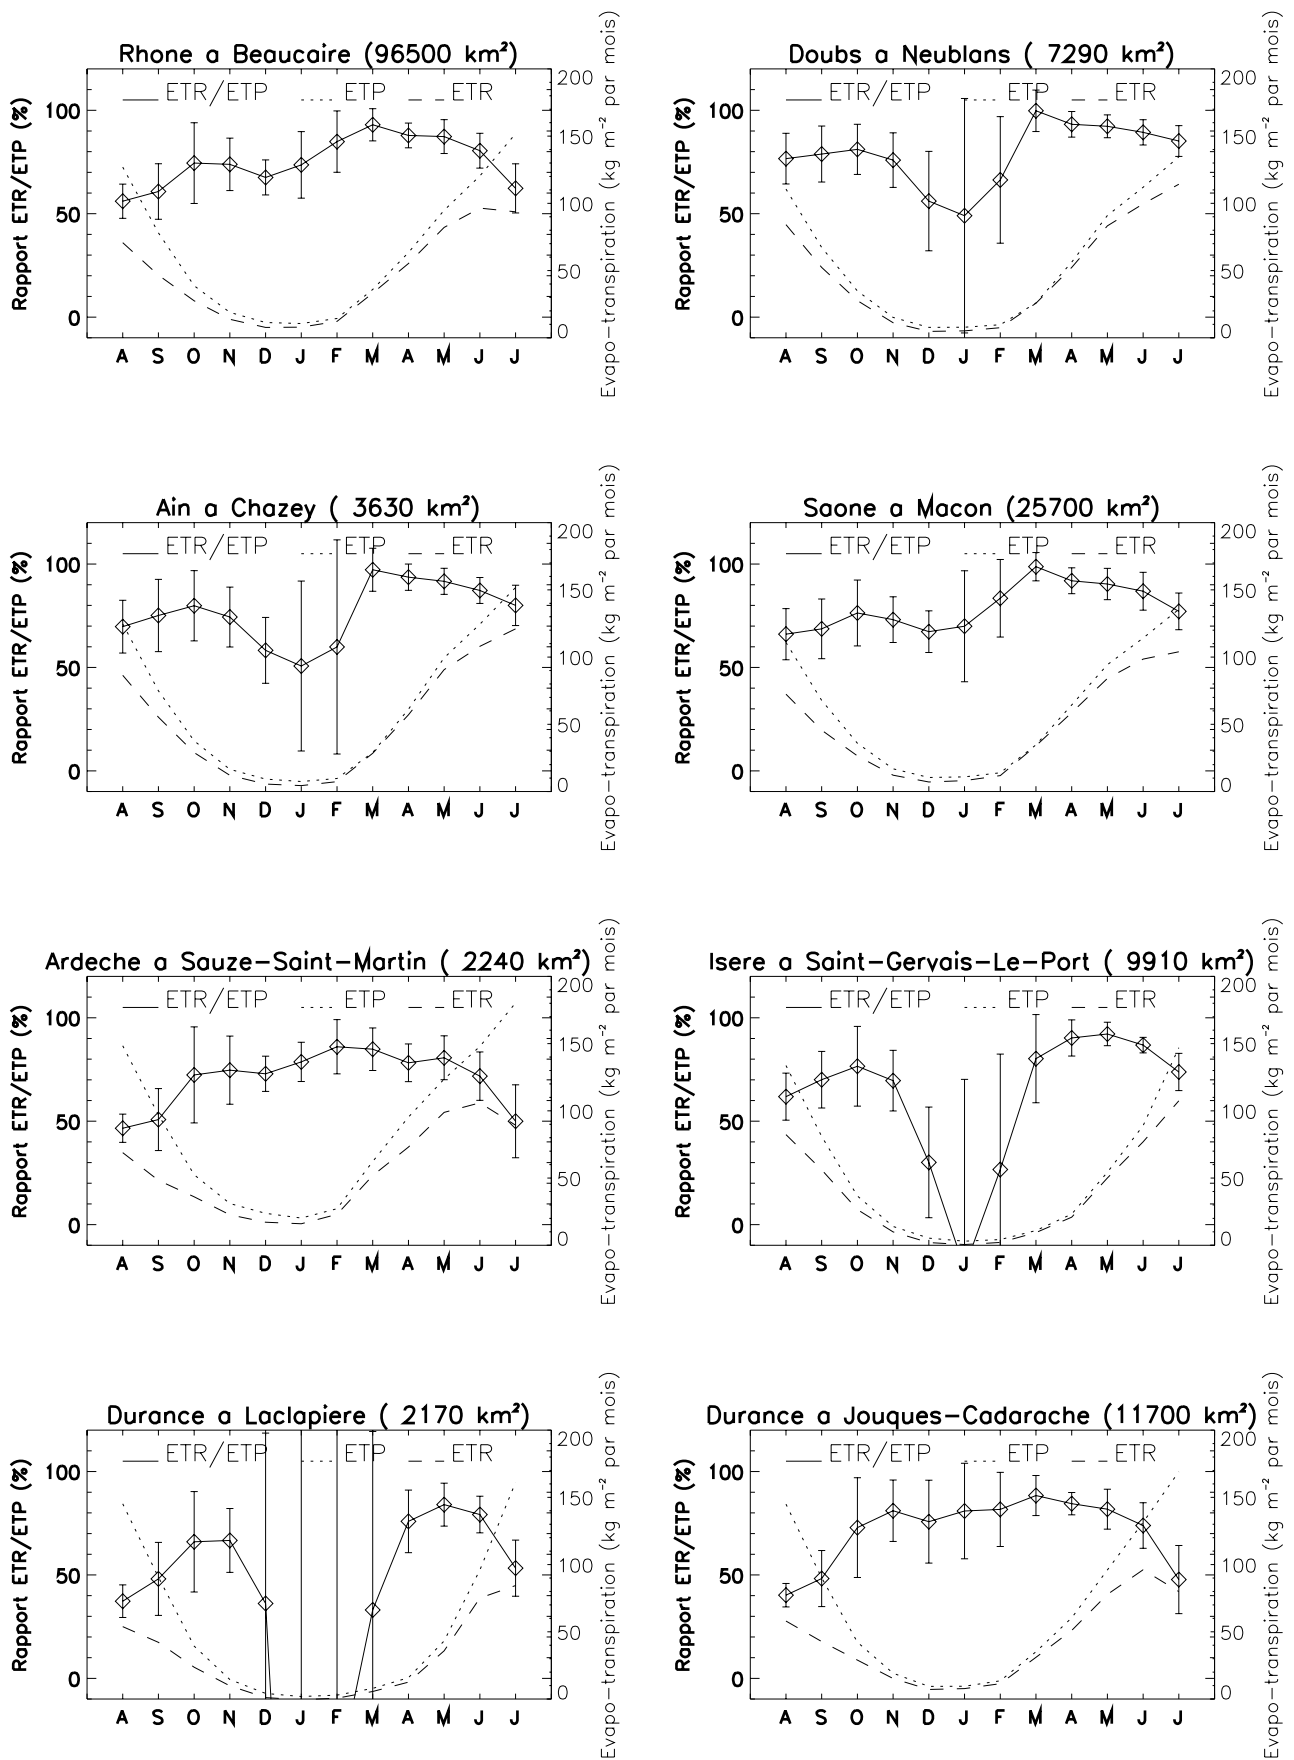 Rhone a Beaucaire (96500 km²)
Rapport ETR/ETP (%)
ETR/ETP ETP ETR
100
50
0
A S O N D J F M A M J J
200
150
100
50
0
Evapo-transpiration (kg m⁻² par mois)
Doubs a Neublans ( 7290 km²)
Rapport ETR/ETP (%)
ETR/ETP ETP ETR
100
50
0
A S O N D J F M A M J J
200
150
100
50
0
Evapo-transpiration (kg m⁻² par mois)
Ain a Chazey ( 3630 km²)
Rapport ETR/ETP (%)
ETR/ETP ETP ETR
100
50
0
A S O N D J F M A M J J
200
150
100
50
0
Evapo-transpiration (kg m⁻² par mois)
Saone a Macon (25700 km²)
Rapport ETR/ETP (%)
ETR/ETP ETP ETR
100
50
0
A S O N D J F M A M J J
200
150
100
50
0
Evapo-transpiration (kg m⁻² par mois)
Ardeche a Sauze-Saint-Martin ( 2240 km²)
Rapport ETR/ETP (%)
ETR/ETP ETP ETR
100
50
0
A S O N D J F M A M J J
200
150
100
50
0
Evapo-transpiration (kg m⁻² par mois)
Isere a Saint-Gervais-Le-Port ( 9910 km²)
Rapport ETR/ETP (%)
ETR/ETP ETP ETR
100
50
0
A S O N D J F M A M J J
200
150
100
50
0
Evapo-transpiration (kg m⁻² par mois)
Durance a Laclapiere ( 2170 km²)
Rapport ETR/ETP (%)
ETR/ETP ETP ETR
100
50
0
A S O N D J F M A M J J
200
150
100
50
0
Evapo-transpiration (kg m⁻² par mois)
Durance a Jouques-Cadarache (11700 km²)
Rapport ETR/ETP (%)
ETR/ETP ETP ETR
100
50
0
A S O N D J F M A M J J
200
150
100
50
0
Evapo-transpiration (kg m⁻² par mois)